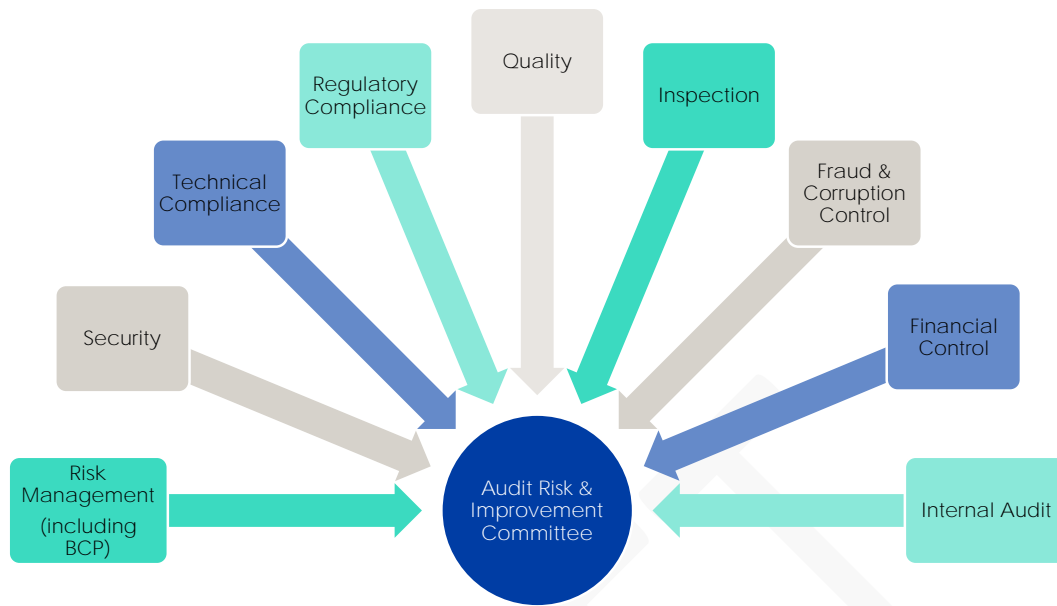 Quality
Regulatory
Compliance
Inspection
Technical
Compliance
Fraud &
Corruption
Control
Security
Financial
Control
Risk
Management
(including
BCP)
Audit Risk &
Improvement
Committee
Internal Audit